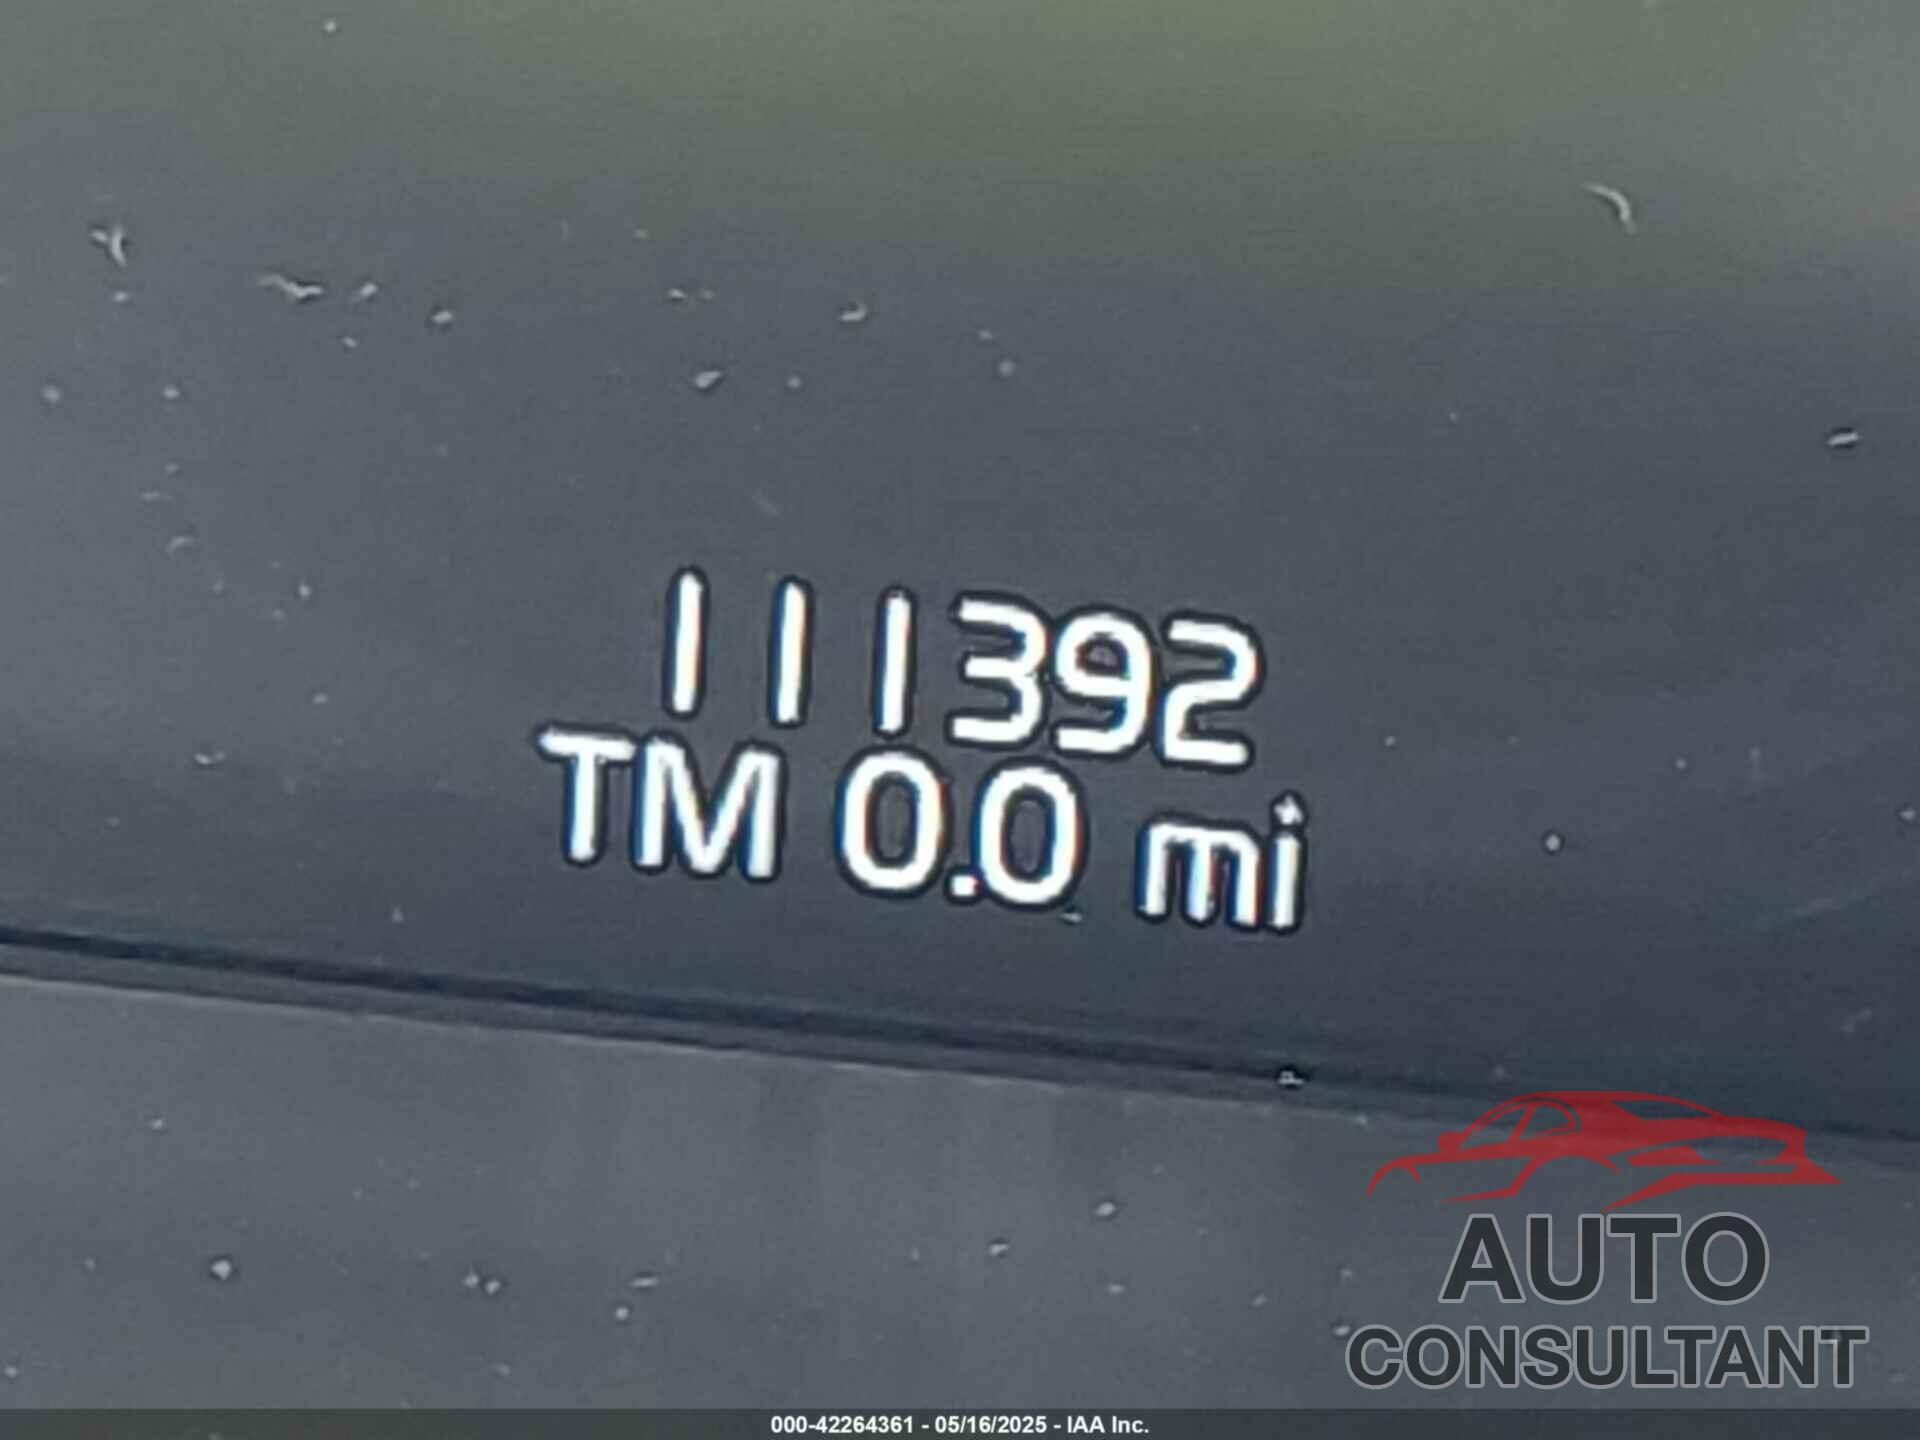 111392
TM 0.0 mi
AUTO
CONSULTANT
000-42264361 - 05/16/2025 - IAA Inc.